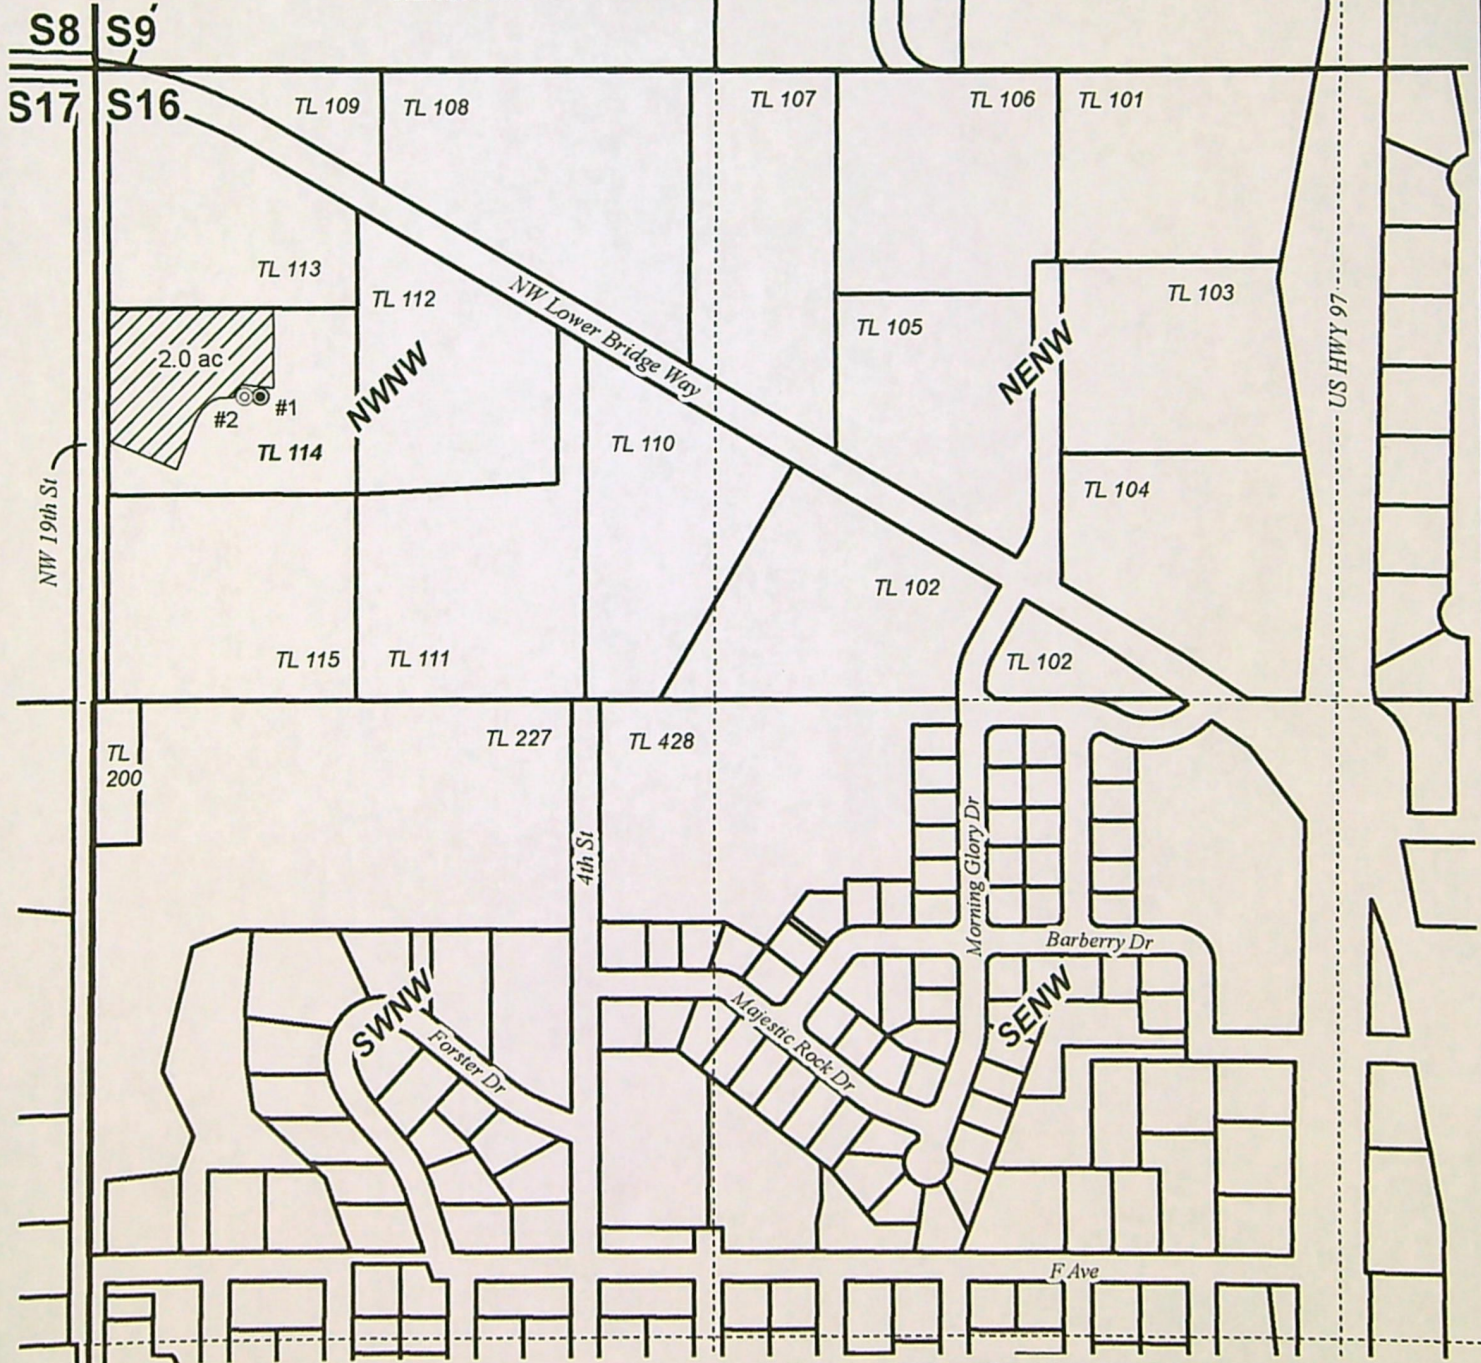 S8 S9
S17 S16
TL 109
TL 108
TL 107
TL 106
TL 101
TL 113
TL 112
NW Lower Bridge Way
TL 105
NENW
TL 103
US HWY 97
2.0 ac
NWNW
#1
#2
TL 114
TL 110
NW 19th St
TL 104
TL 102
TL 115
TL 111
TL 102
TL
200
TL 227
TL 428
4th St
Morning Glory Dr
Barberry Dr
SWNW
Forster Dr
Majestic Rock Dr
SENW
F Ave